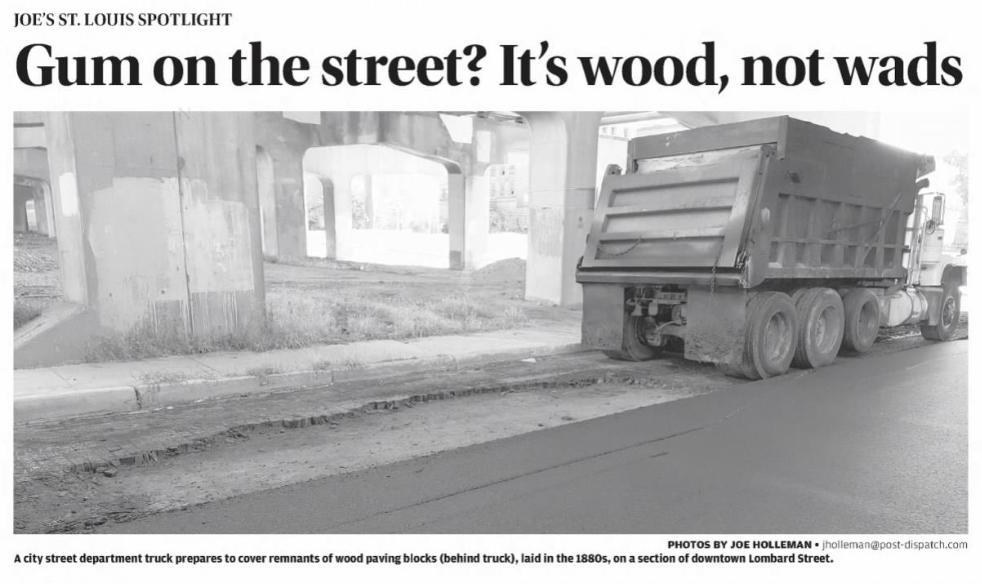 JOE'S ST. LOUIS SPOTLIGHT
Gum on the street? It's wood, not wads
PHOTOS BY JOE HOLLEMAN • jholleman@post-dispatch.com
A city street department truck prepares to cover remnants of wood paving blocks (behind truck), laid in the 1880s, on a section of downtown Lombard Street.